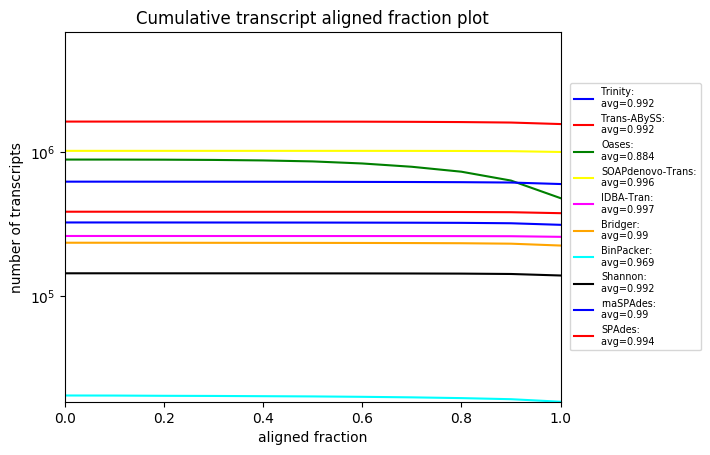 Cumulative transcript aligned fraction plot
number of transcripts
10^6
10^5
0.0 0.2 0.4 0.6 0.8 1.0
aligned fraction
Trinity:
avg=0.992
Trans-ABySS:
avg=0.992
Oases:
avg=0.884
SOAPdenovo-Trans:
avg=0.996
IDBA-Tran:
avg=0.997
Bridger:
avg=0.99
BinPacker:
avg=0.969
Shannon:
avg=0.992
rnaSPAdes:
avg=0.99
SPAdes:
avg=0.994